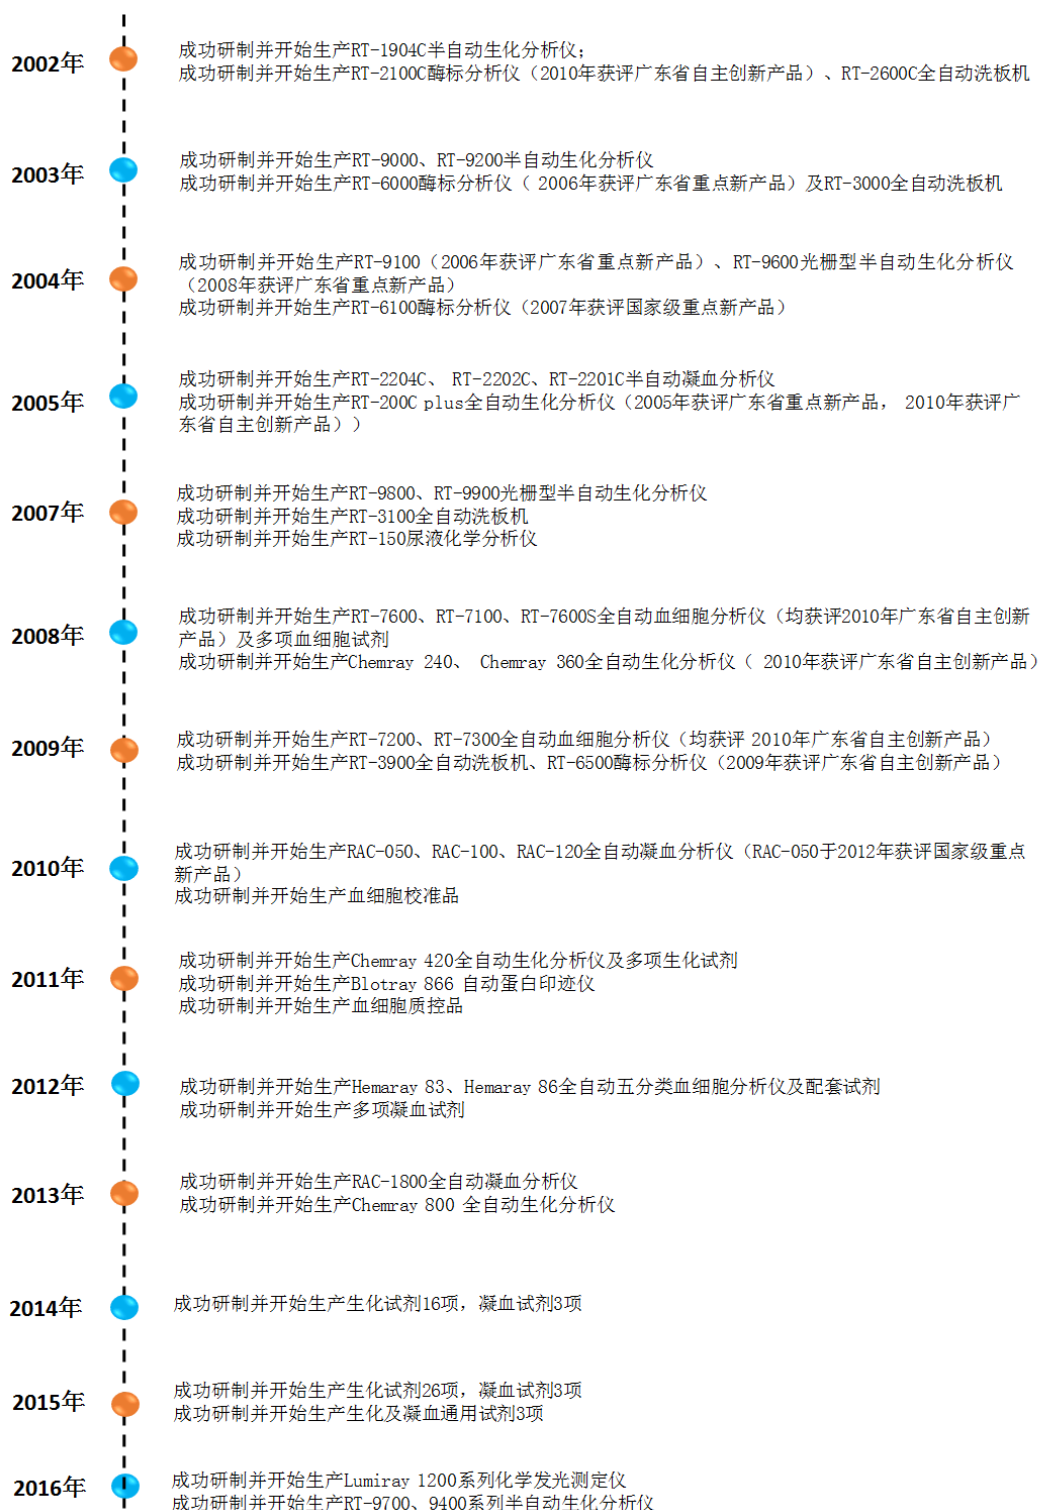 2002年
成功研制并开始生产RT-1904C半自动生化分析仪；
成功研制并开始生产RT-2100C酶标分析仪（2010年获评广东省自主创新产品）、RT-2600C全自动洗板机
2003年
成功研制并开始生产RT-9000、RT-9200半自动生化分析仪
成功研制并开始生产RT-6000酶标分析仪（ 2006年获评广东省重点新产品）及RT-3000全自动洗板机
2004年
成功研制并开始生产RT-9100（2006年获评广东省重点新产品）、RT-9600光栅型半自动生化分析仪
（2008年获评广东省重点新产品）
成功研制并开始生产RT-6100酶标分析仪（2007年获评国家级重点新产品）
2005年
成功研制并开始生产RT-2204C、 RT-2202C、RT-2201C半自动凝血分析仪
成功研制并开始生产RT-200C plus全自动生化分析仪（2005年获评广东省重点新产品， 2010年获评广
东省自主创新产品））
2007年
成功研制并开始生产RT-9800、RT-9900光栅型半自动生化分析仪
成功研制并开始生产RT-3100全自动洗板机
成功研制并开始生产RT-150尿液化学分析仪
2008年
成功研制并开始生产RT-7600、RT-7100、RT-7600S全自动血细胞分析仪（均获评2010年广东省自主创新
产品）及多项血细胞试剂
成功研制并开始生产Chemray 240、 Chemray 360全自动生化分析仪（ 2010年获评广东省自主创新产品）
2009年
成功研制并开始生产RT-7200、RT-7300全自动血细胞分析仪（均获评 2010年广东省自主创新产品）
成功研制并开始生产RT-3900全自动洗板机、RT-6500酶标分析仪（2009年获评广东省自主创新产品）
2010年
成功研制并开始生产RAC-050、RAC-100、RAC-120全自动凝血分析仪（RAC-050于2012年获评国家级重点
新产品）
成功研制并开始生产血细胞校准品
2011年
成功研制并开始生产Chemray 420全自动生化分析仪及多项生化试剂
成功研制并开始生产Blotray 866 自动蛋白印迹仪
成功研制并开始生产血细胞质控品
2012年
成功研制并开始生产Hemaray 83、Hemaray 86全自动五分类血细胞分析仪及配套试剂
成功研制并开始生产多项凝血试剂
2013年
成功研制并开始生产RAC-1800全自动凝血分析仪
成功研制并开始生产Chemray 800 全自动生化分析仪
2014年
成功研制并开始生产生化试剂16项，凝血试剂3项
2015年
成功研制并开始生产生化试剂26项，凝血试剂3项
成功研制并开始生产生化及凝血通用试剂3项
2016年
成功研制并开始生产Lumiray 1200系列化学发光测定仪
成功研制并开始生产RT-9700、9400系列半自动生化分析仪